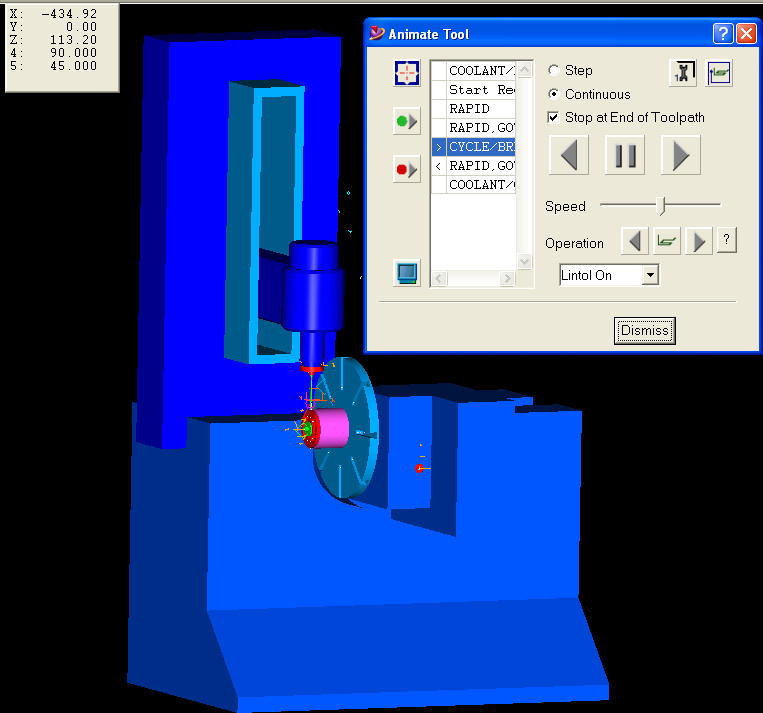 X: -434.92
Y: 0.00
Z: 113.20
4: 90.000
5: 45.000
Animate Tool
?
COOLANT/
Start Re
RAPID
RAPID,GO
> CYCLE/BR
< RAPID,GO
COOLANT/
Step
Continuous
Stop at End of Toolpath
Speed
Operation
?
Lintol On
Dismiss